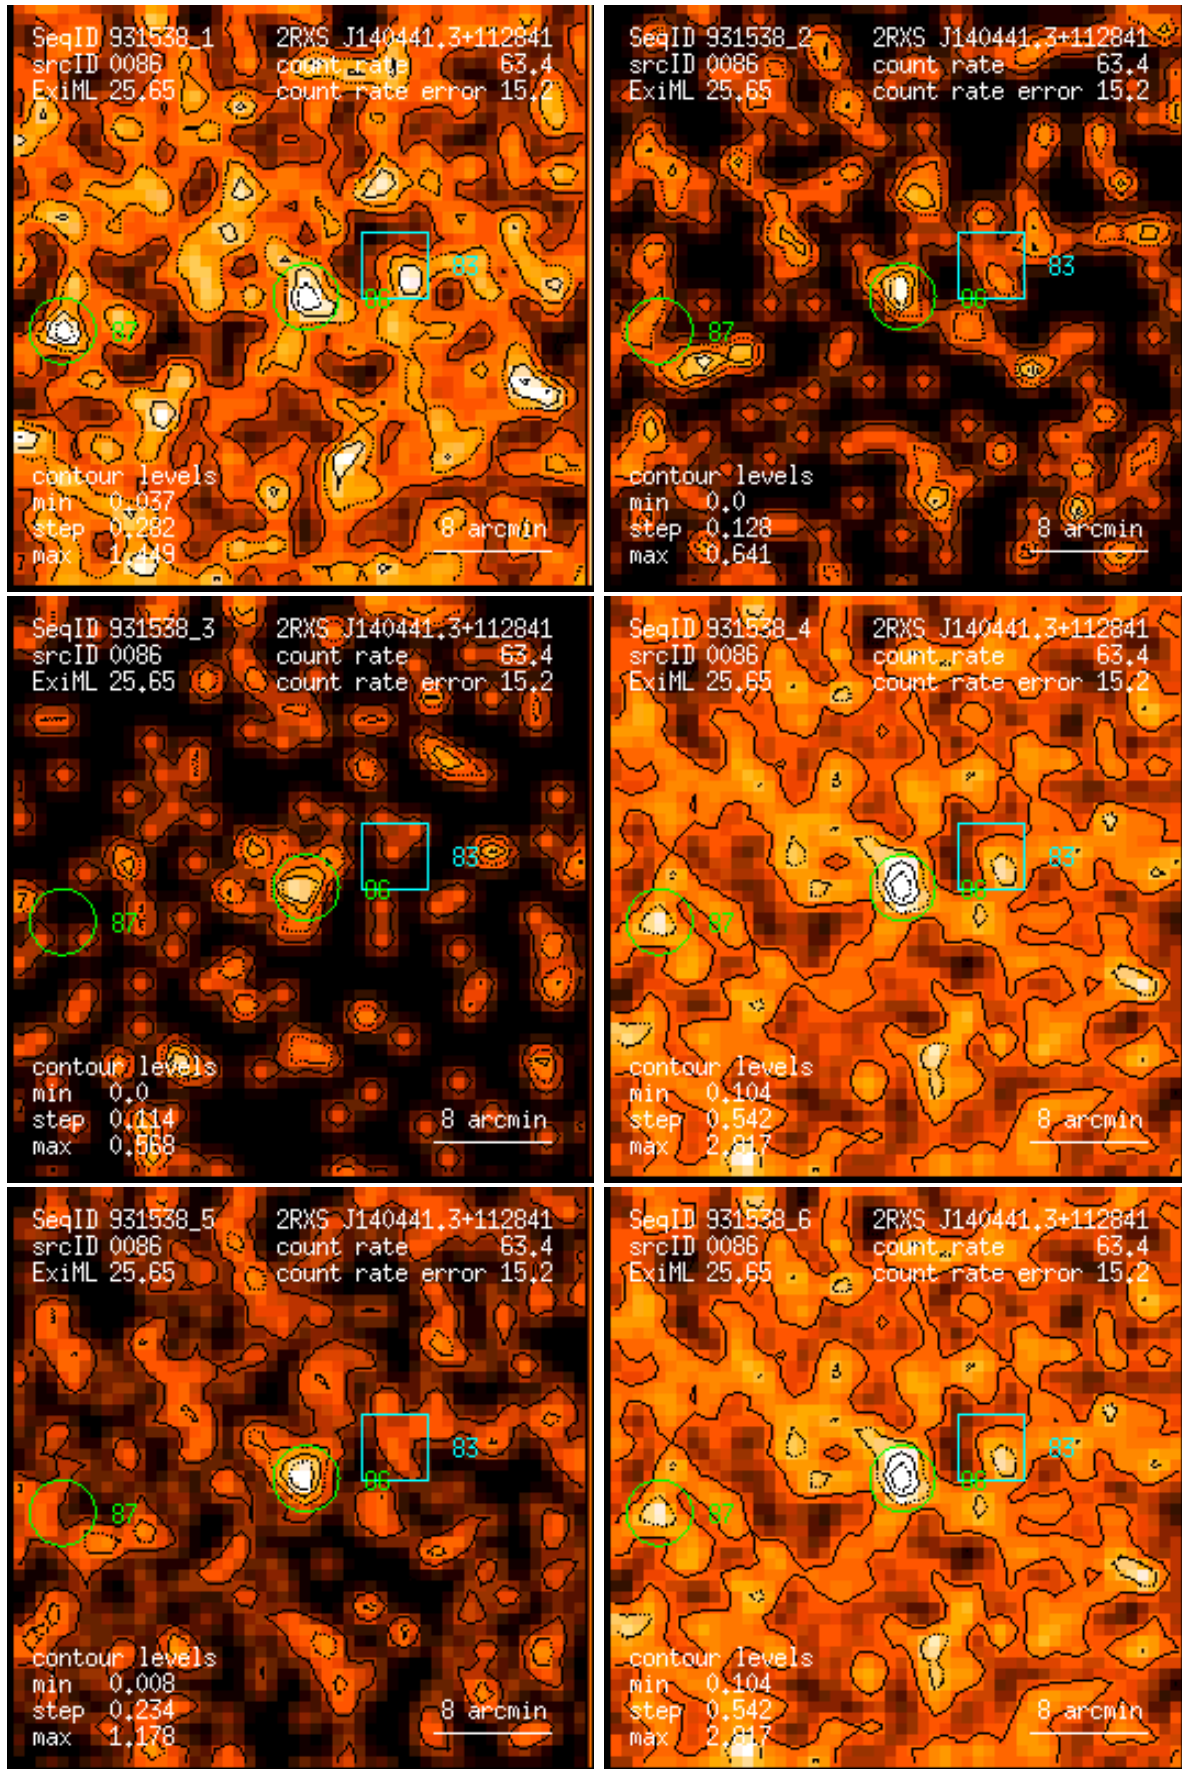 SeqID 931538_1 2RXS J140441.3+112841
srcID 0086 count rate 63.4
ExiML 25.65 count rate error 15.2
83
86
87
contour levels
min 0.037
step 0.282
max 1.449
8 arcmin
SeqID 931538_2 2RXS J140441.3+112841
srcID 0086 count rate 63.4
ExiML 25.65 count rate error 15.2
83
86
87
contour levels
min 0.0
step 0.128
max 0.641
8 arcmin
SeqID 931538_3 2RXS J140441.3+112841
srcID 0086 count rate 63.4
ExiML 25.65 count rate error 15.2
83
86
87
contour levels
min 0.0
step 0.114
max 0.568
8 arcmin
SeqID 931538_4 2RXS J140441.3+112841
srcID 0086 count rate 63.4
ExiML 25.65 count rate error 15.2
83
86
87
contour levels
min 0.104
step 0.542
max 2.817
8 arcmin
SeqID 931538_5 2RXS J140441.3+112841
srcID 0086 count rate 63.4
ExiML 25.65 count rate error 15.2
83
86
87
contour levels
min 0.008
step 0.234
max 1.178
8 arcmin
SeqID 931538_6 2RXS J140441.3+112841
srcID 0086 count rate 63.4
ExiML 25.65 count rate error 15.2
83
86
87
contour levels
min 0.104
step 0.542
max 2.817
8 arcmin